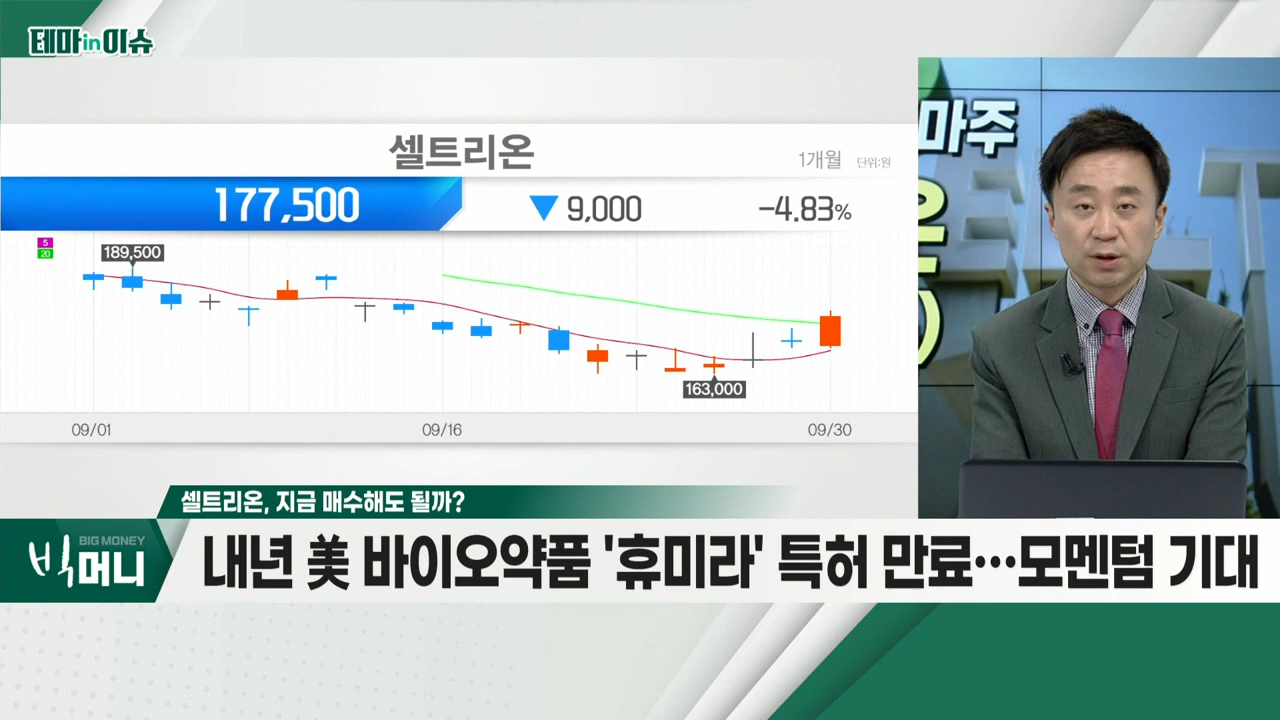 테마in이슈
마주
셀트리온
1개월 단위:원
177,500 ▼ 9,000 -4.83%
5
20
189,500
163,000
09/01 09/16 09/30
셀트리온, 지금 매수해도 될까?
BIG MONEY
빅머니
내년 美 바이오약품 '휴미라' 특허 만료…모멘텀 기대